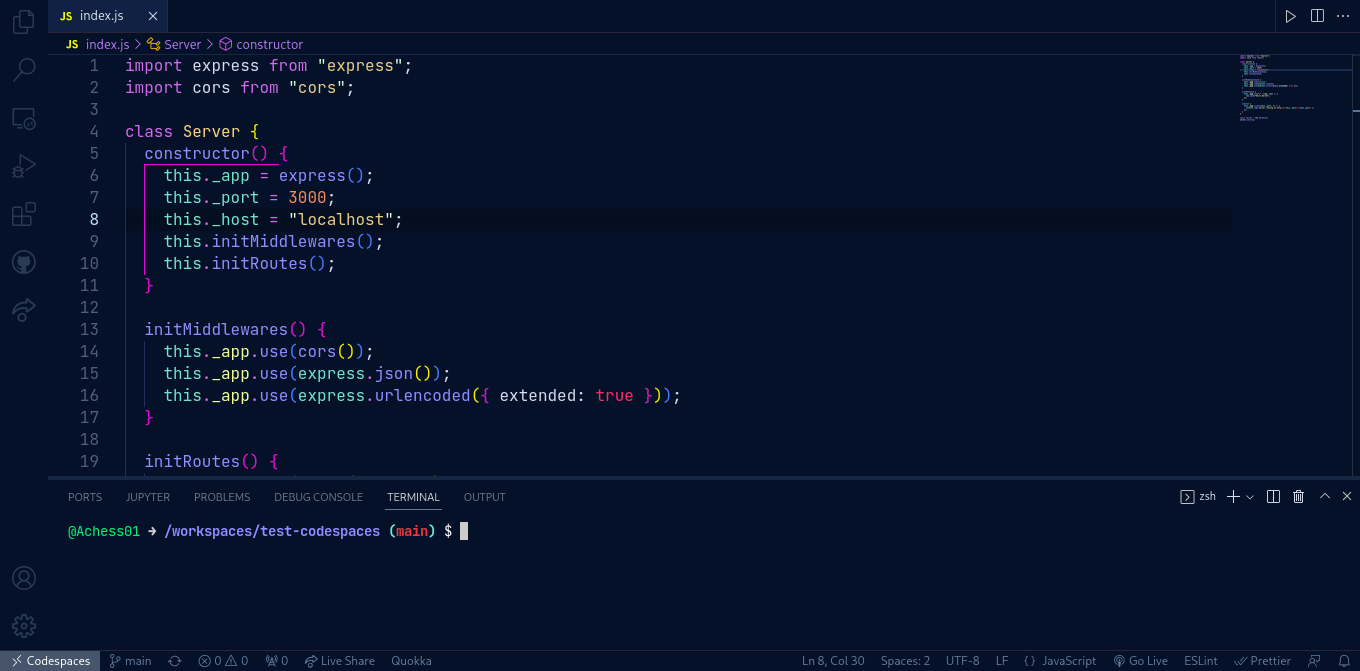 JS index.js
JS index.js > Server > constructor
1 import express from "express";
2 import cors from "cors";
3
4 class Server {
5 constructor() {
6 this._app = express();
7 this._port = 3000;
8 this._host = "localhost";
9 this.initMiddlewares();
10 this.initRoutes();
11 }
12
13 initMiddlewares() {
14 this._app.use(cors());
15 this._app.use(express.json());
16 this._app.use(express.urlencoded({ extended: true }));
17 }
18
19 initRoutes() {
PORTS JUPYTER PROBLEMS DEBUG CONSOLE TERMINAL OUTPUT zsh
@Achess01 → /workspaces/test-codespaces (main) $
Codespaces main 0 0 0 Live Share Quokka Ln 8, Col 30 Spaces: 2 UTF-8 LF {} JavaScript Go Live ESLint Prettier